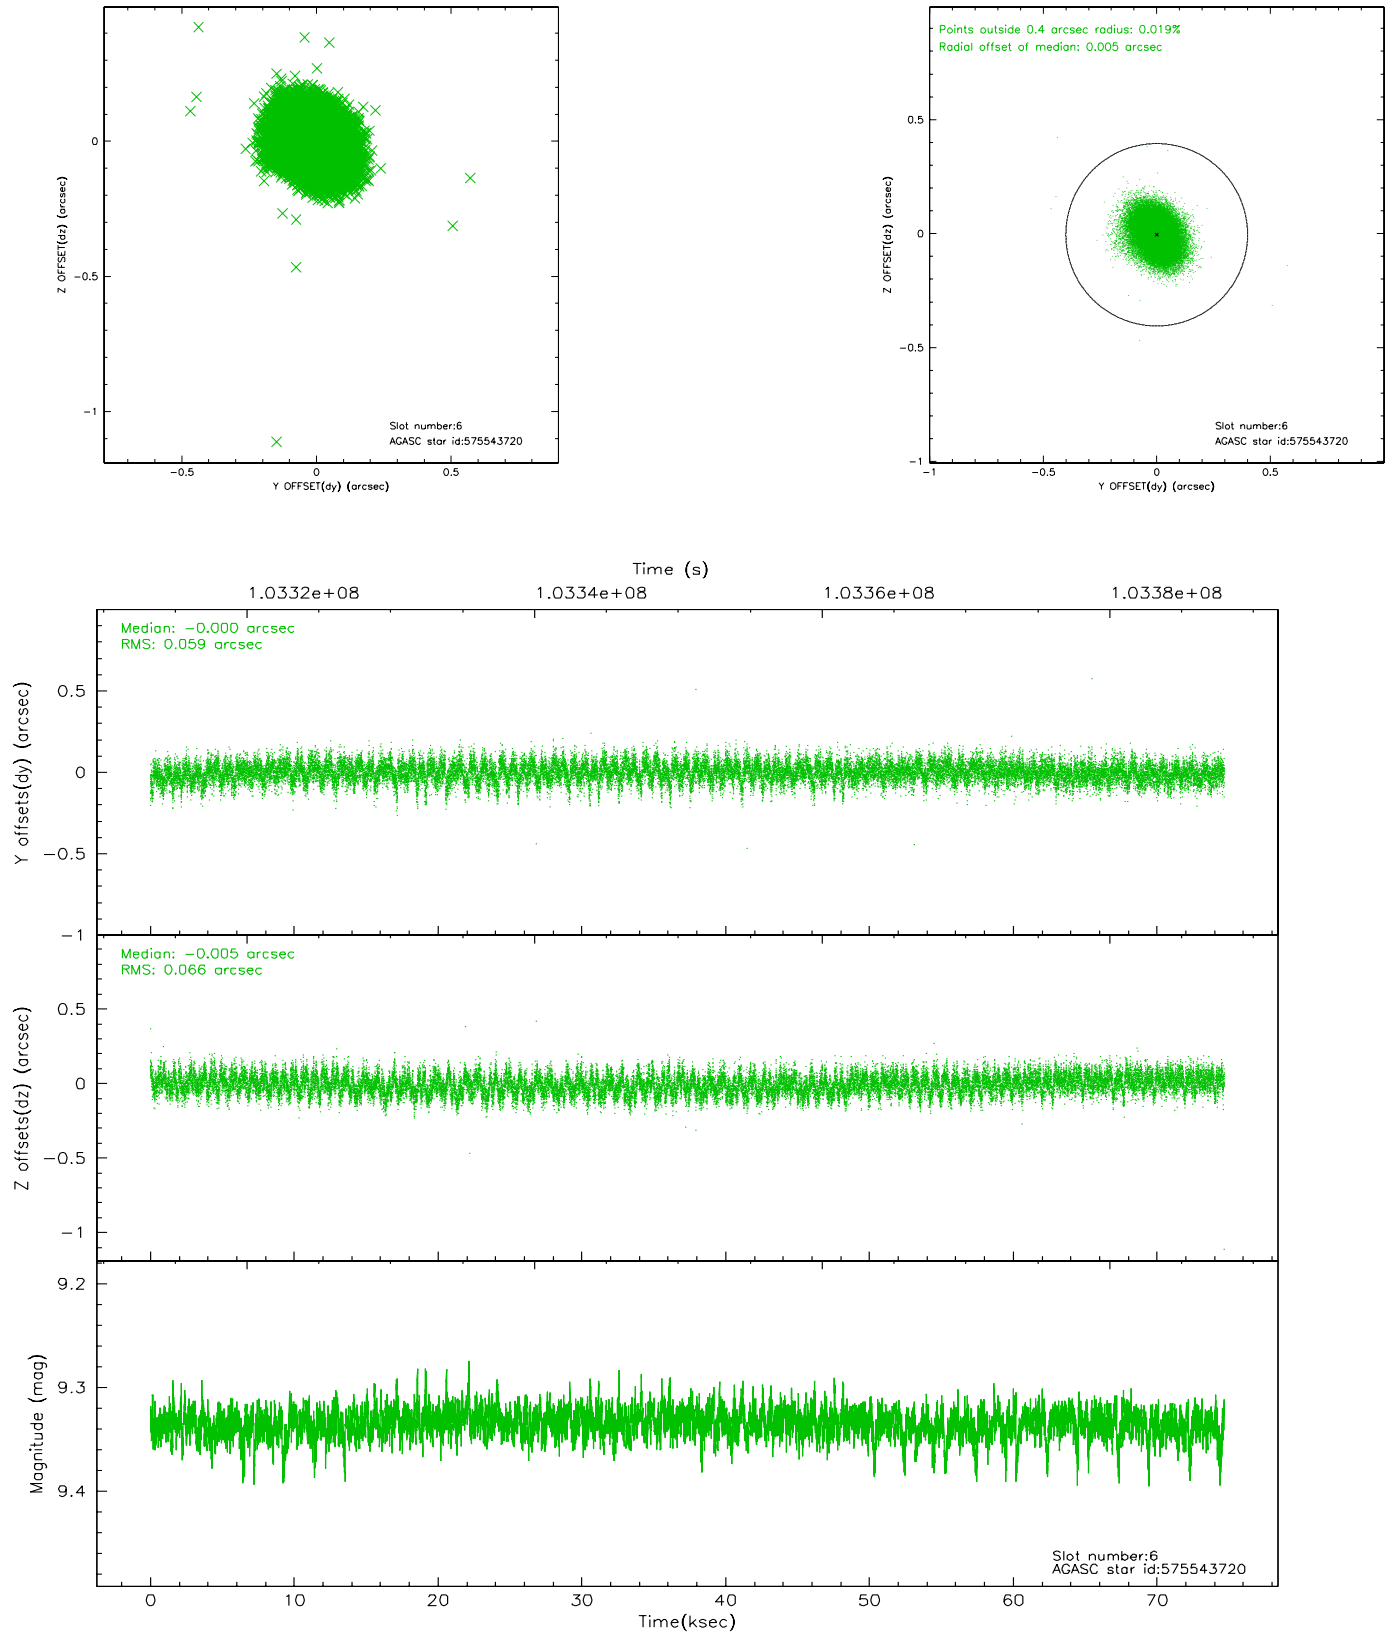 0
-0.5
-1
Z OFFSET(dz) (arcsec)
Slot number:6
AGASC star id:575543720
-0.5
0
0.5
Y OFFSET(dy) (arcsec)
Points outside 0.4 arcsec radius: 0.019%
Radial offset of median: 0.005 arcsec
0.5
0
-0.5
-1
Z OFFSET(dz) (arcsec)
Slot number:6
AGASC star id:575543720
-1
-0.5
0
0.5
Y OFFSET(dy) (arcsec)
Time (s)
1.0332e+08
1.0334e+08
1.0336e+08
1.0338e+08
Median: -0.000 arcsec
RMS: 0.059 arcsec
0.5
0
-0.5
-1
Y offsets(dy) (arcsec)
Median: -0.005 arcsec
RMS: 0.066 arcsec
0.5
0
-0.5
-1
Z offsets(dz) (arcsec)
9.2
9.3
9.4
Magnitude (mag)
Slot number:6
AGASC star id:575543720
0
10
20
30
40
50
60
70
Time(ksec)